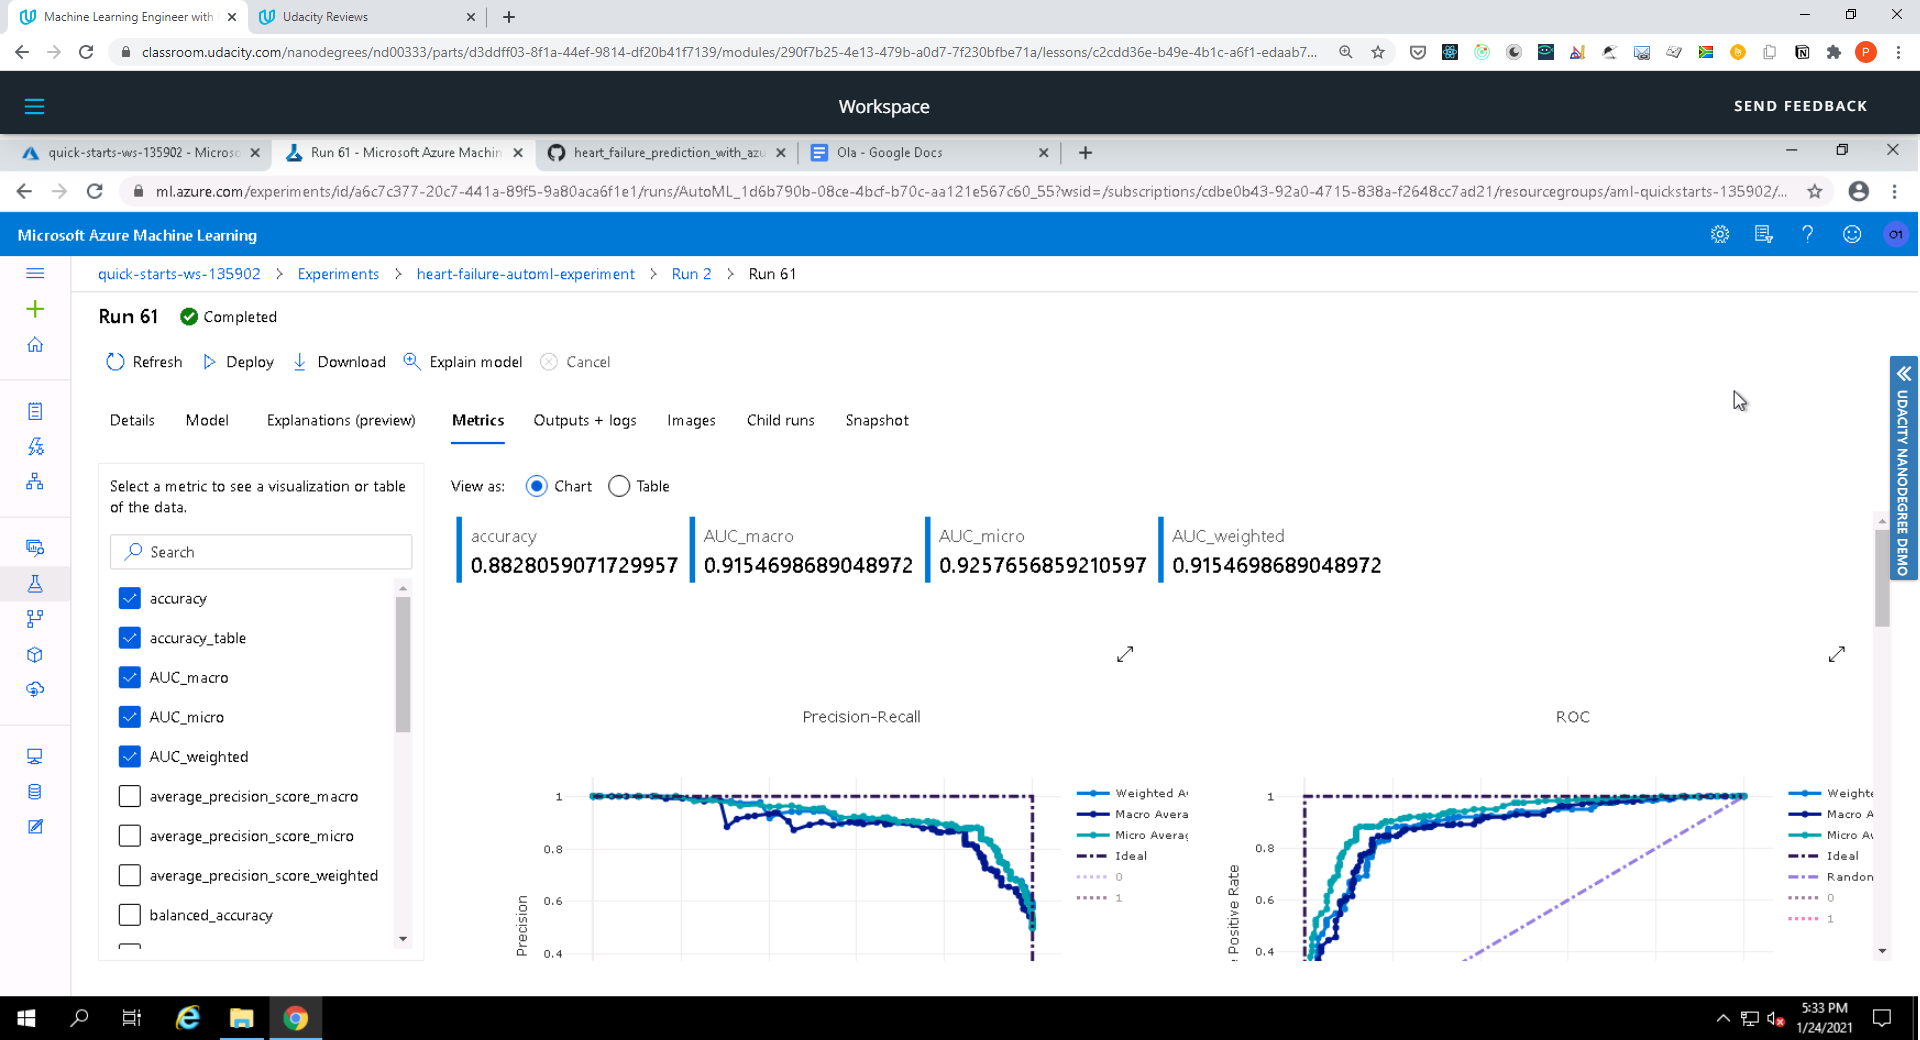 Machine Learning Engineer with
Udacity Reviews
classroom.udacity.com/nanodegrees/nd00333/parts/d3ddff03-8f1a-44ef-9814-df20b41f7139/modules/290f7b25-4e13-479b-a0d7-7f230bfbe71a/lessons/c2cdd36e-b49e-4b1c-a6f1-edaab7...
P
Workspace
SEND FEEDBACK
quick-starts-ws-135902 - Microso
Run 61 - Microsoft Azure Machin
heart_failure_prediction_with_azu
Ola - Google Docs
ml.azure.com/experiments/id/a6c7c377-20c7-441a-89f5-9a80aca6f1e1/runs/AutoML_1d6b790b-08ce-4bcf-b70c-aa121e567c60_55?wsid=/subscriptions/cdbe0b43-92a0-4715-838a-f2648cc7ad21/resourcegroups/aml-quickstarts-135902/...
Microsoft Azure Machine Learning
O1
quick-starts-ws-135902 > Experiments > heart-failure-automl-experiment > Run 2 > Run 61
Run 61 Completed
Refresh Deploy Download Explain model Cancel
Details Model Explanations (preview) Metrics Outputs + logs Images Child runs Snapshot
UDACITY NANODEGREE DEMO
Select a metric to see a visualization or table
of the data.
Search
accuracy
accuracy_table
AUC_macro
AUC_micro
AUC_weighted
average_precision_score_macro
average_precision_score_micro
average_precision_score_weighted
balanced_accuracy
View as: Chart Table
accuracy
0.8828059071729957
AUC_macro
0.9154698689048972
AUC_micro
0.9257656859210597
AUC_weighted
0.9154698689048972
Precision-Recall
1
0.8
0.6
0.4
Precision
Weighted Av
Macro Avera
Micro Averag
Ideal
0
1
ROC
1
0.8
0.6
0.4
Positive Rate
Weighte
Macro A
Micro Av
Ideal
Randon
0
1
5:33 PM
1/24/2021